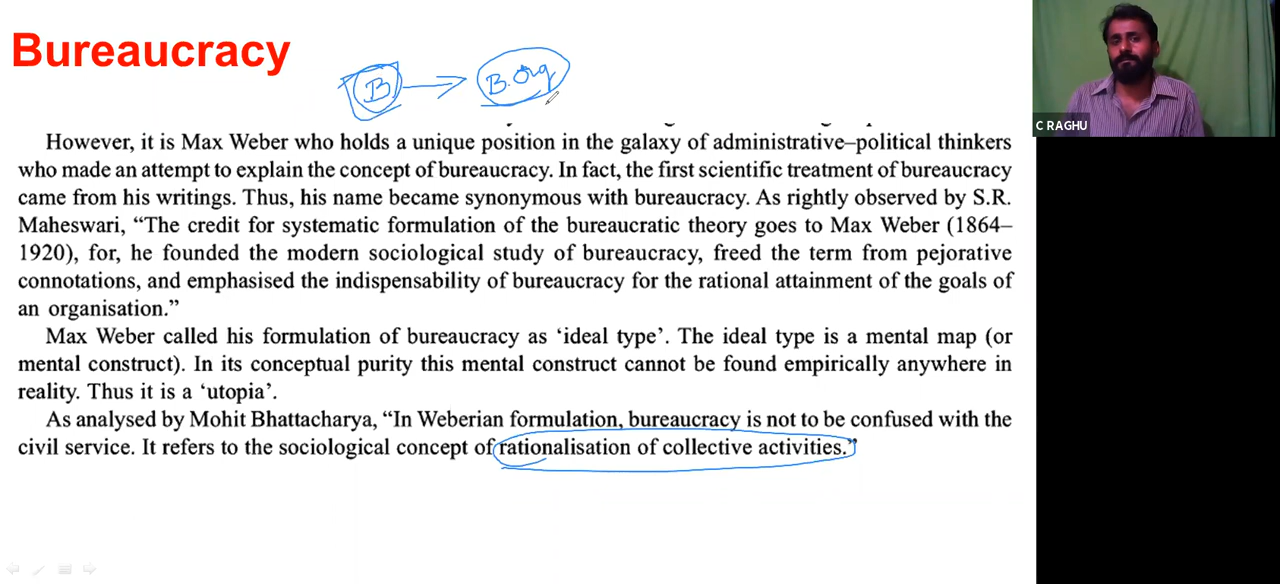 Bureaucracy
B
B. Org
C RAGHU
However, it is Max Weber who holds a unique position in the galaxy of administrative–political thinkers
who made an attempt to explain the concept of bureaucracy. In fact, the first scientific treatment of bureaucracy
came from his writings. Thus, his name became synonymous with bureaucracy. As rightly observed by S.R.
Maheswari, “The credit for systematic formulation of the bureaucratic theory goes to Max Weber (1864–
1920), for, he founded the modern sociological study of bureaucracy, freed the term from pejorative
connotations, and emphasised the indispensability of bureaucracy for the rational attainment of the goals of
an organisation.”
Max Weber called his formulation of bureaucracy as ‘ideal type’. The ideal type is a mental map (or
mental construct). In its conceptual purity this mental construct cannot be found empirically anywhere in
reality. Thus it is a ‘utopia’.
As analysed by Mohit Bhattacharya, “In Weberian formulation, bureaucracy is not to be confused with the
civil service. It refers to the sociological concept of rationalisation of collective activities.”